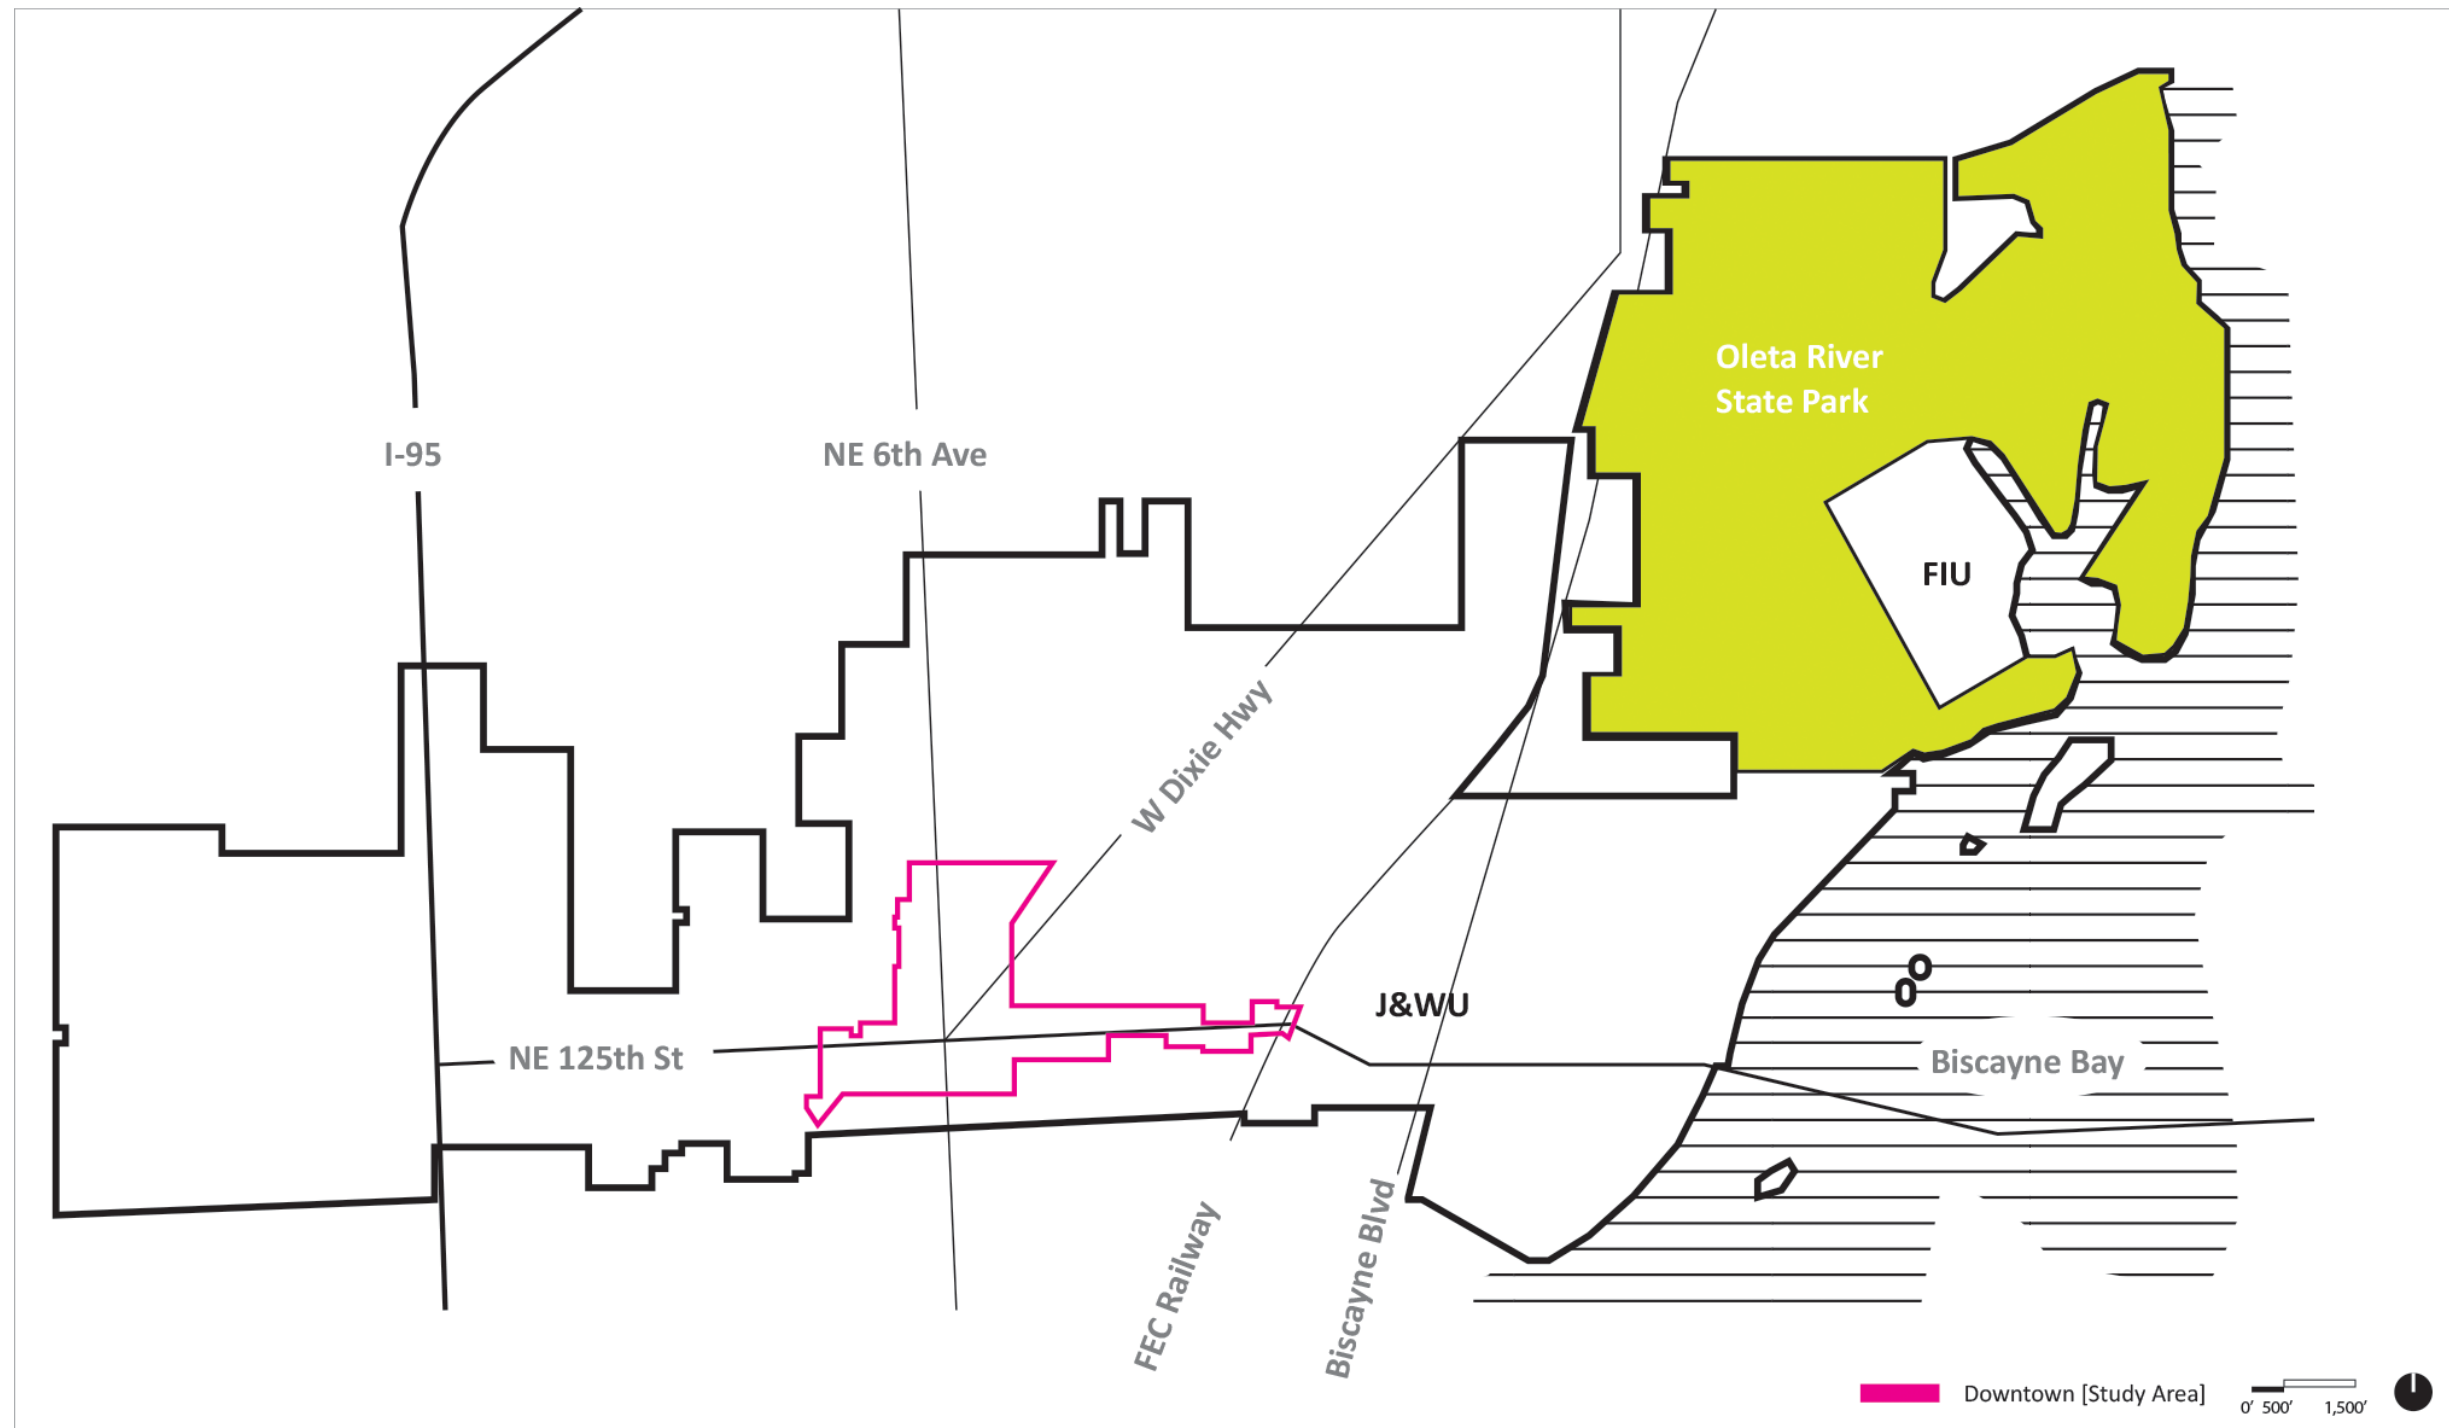 Oleta River
State Park
I-95
NE 6th Ave
FIU
W Dixie Hwy
J&WU
NE 125th St
Biscayne Bay
FEC Railway
Biscayne Blvd
Downtown [Study Area]
0' 500' 1,500'